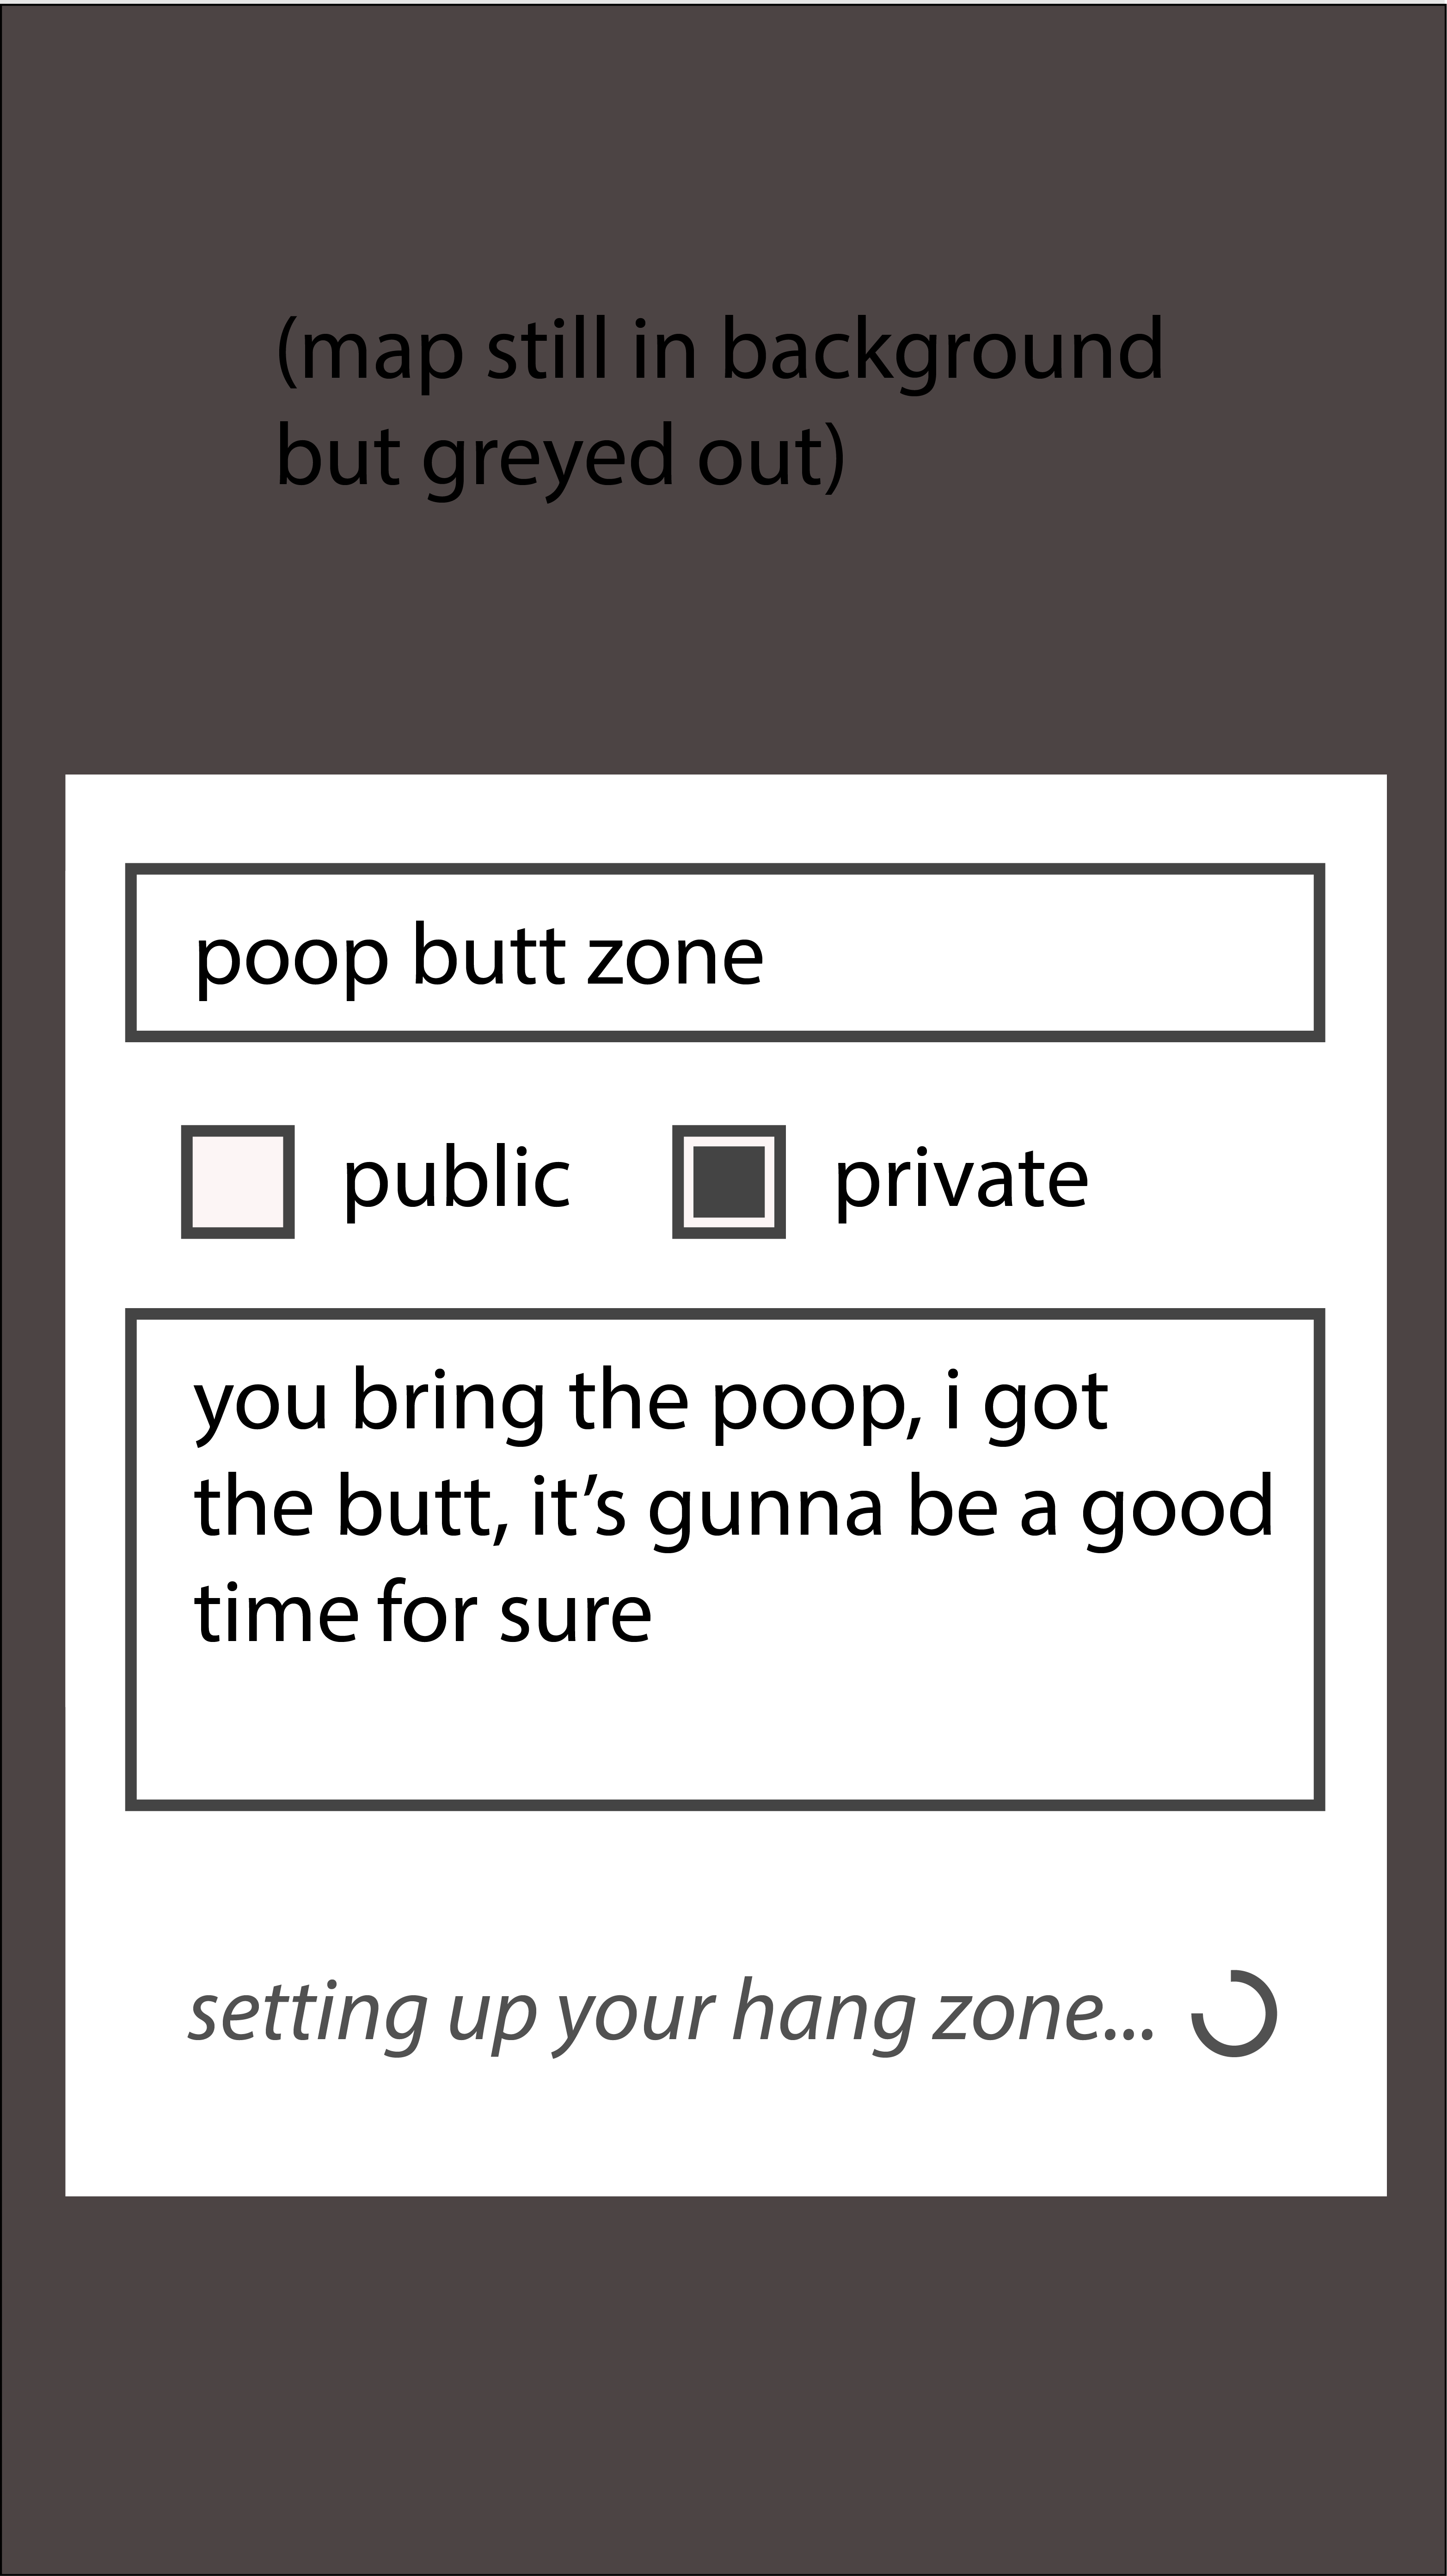 (map still in background
but greyed out)
poop butt zone
public private
you bring the poop, i got
the butt, it’s gunna be a good
time for sure
setting up your hang zone...